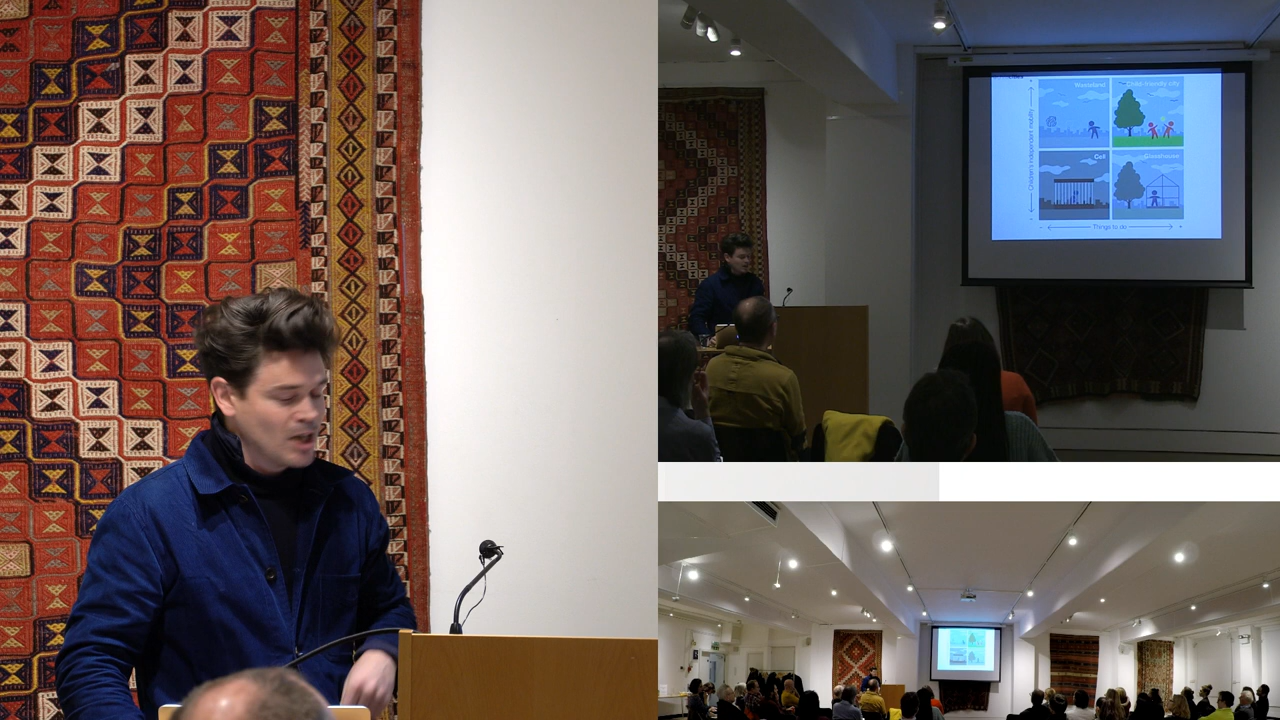 Wasteland
Child-friendly city
Children's independent mobility
Cell
Glasshouse
- Things to do +